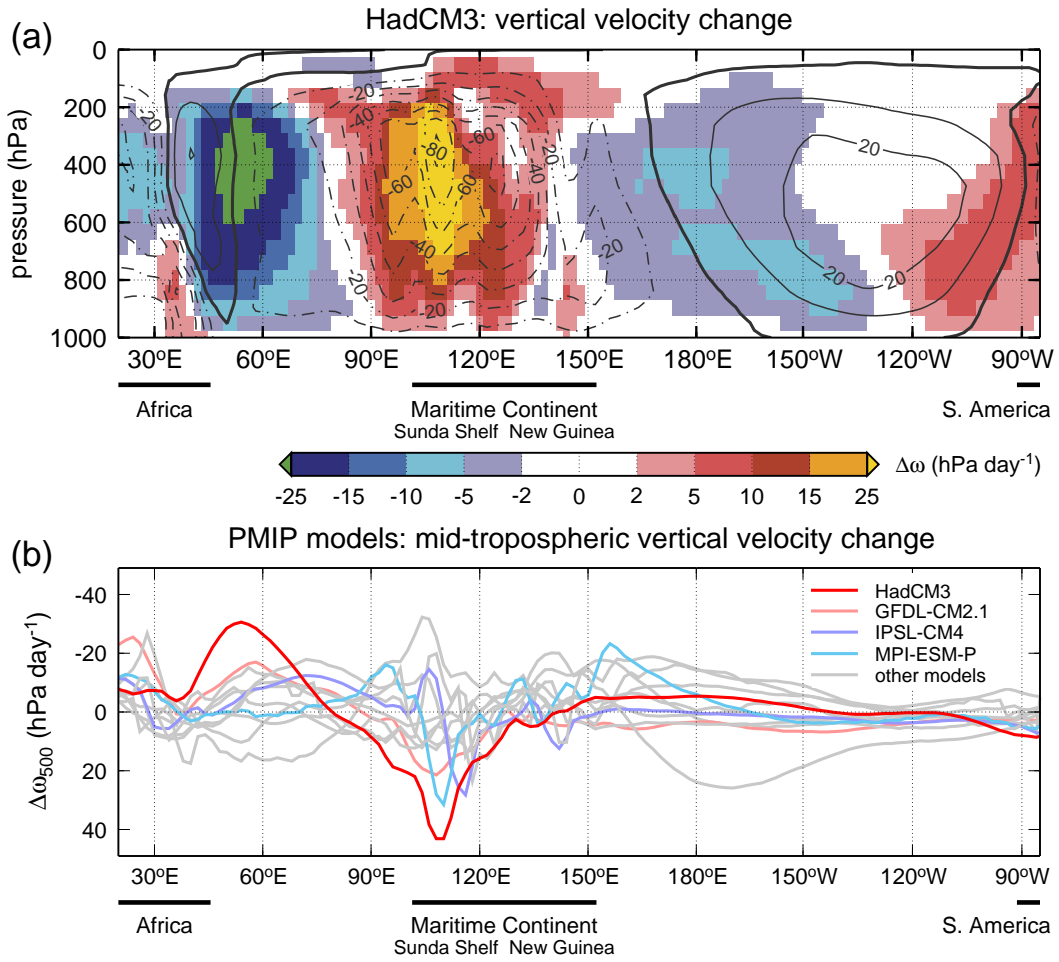 HadCM3: vertical velocity change
(a)
pressure (hPa)
0
200
400
600
800
1000
-20
20
-40
-60
-80
-60
60
-40
40
20
-20
-20
20
20
20
30ºE
60ºE
90ºE
120ºE
150ºE
180ºE
150ºW
120ºW
90ºW
Africa
Maritime Continent
S. America
Sunda Shelf New Guinea
-25
-15
-10
-5
-2
0
2
5
10
15
25
Δω (hPa day-1)
PMIP models: mid-tropospheric vertical velocity change
(b)
Δω500 (hPa day-1)
-40
-20
0
20
40
HadCM3
GFDL-CM2.1
IPSL-CM4
MPI-ESM-P
other models
30ºE
60ºE
90ºE
120ºE
150ºE
180ºE
150ºW
120ºW
90ºW
Africa
Maritime Continent
S. America
Sunda Shelf New Guinea